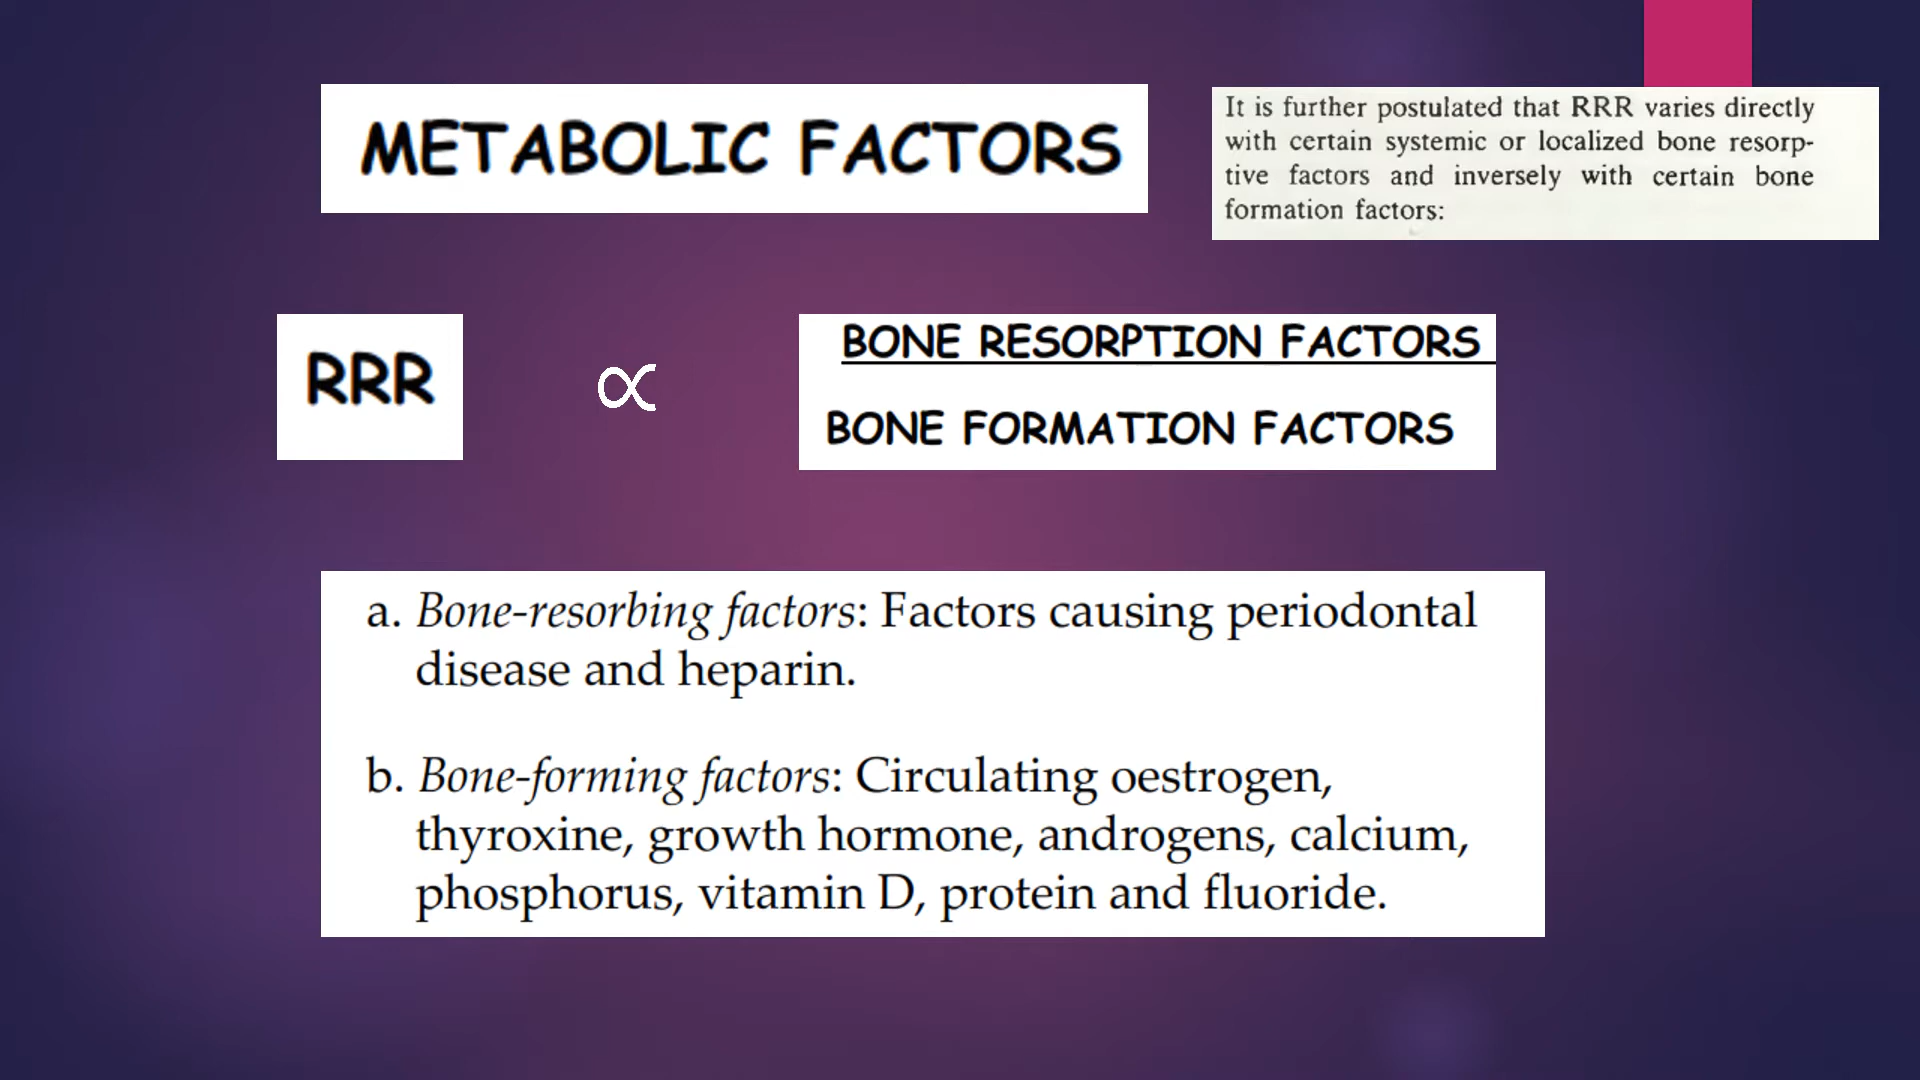 METABOLIC FACTORS
It is further postulated that RRR varies directly
with certain systemic or localized bone resorp-
tive factors and inversely with certain bone
formation factors:
RRR
∝
BONE RESORPTION FACTORS
BONE FORMATION FACTORS
a. Bone-resorbing factors: Factors causing periodontal
disease and heparin.
b. Bone-forming factors: Circulating oestrogen,
thyroxine, growth hormone, androgens, calcium,
phosphorus, vitamin D, protein and fluoride.